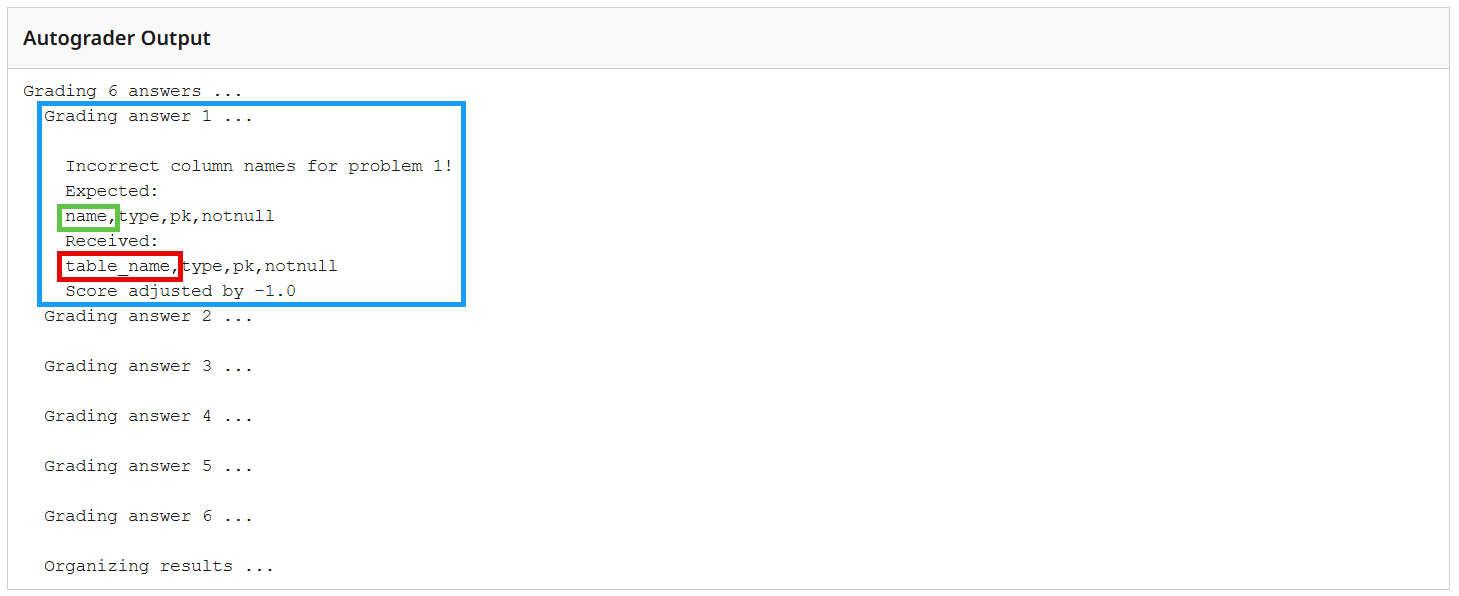 Autograder Output
Grading 6 answers ...
Grading answer 1 ...
Incorrect column names for problem 1!
Expected:
name,type,pk,notnull
Received:
table_name,type,pk,notnull
Score adjusted by -1.0
Grading answer 2 ...
Grading answer 3 ...
Grading answer 4 ...
Grading answer 5 ...
Grading answer 6 ...
Organizing results ...